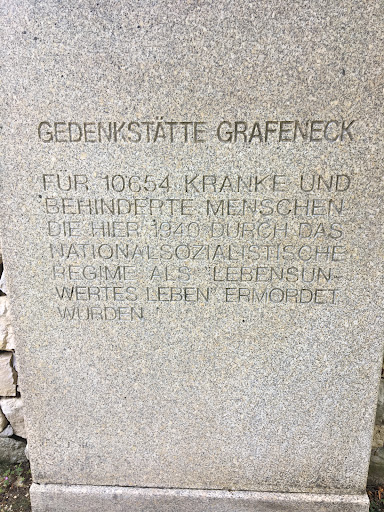 GEDENKSTÄTTE GRAFENECK
FÜR 10654 KRANKE UND
BEHINDERTE MENSCHEN
DIE HIER 1940 DURCH DAS
NATIONALSOZIALISTISCHE
REGIME ALS "LEBENSUN-
WERTES LEBEN" ERMORDET
WURDEN